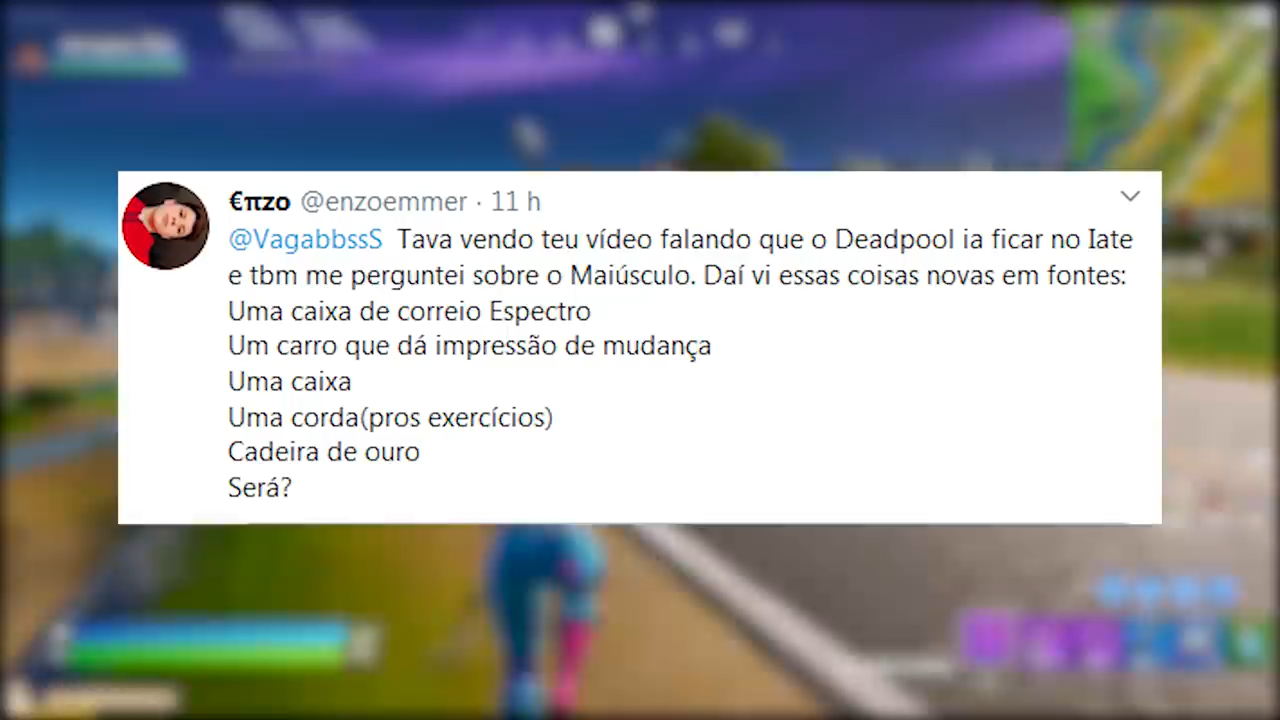 €πzo @enzoemmer · 11 h
@VagabbssS Tava vendo teu vídeo falando que o Deadpool ia ficar no Iate
e tbm me perguntei sobre o Maiúsculo. Daí vi essas coisas novas em fontes:
Uma caixa de correio Espectro
Um carro que dá impressão de mudança
Uma caixa
Uma corda(pros exercícios)
Cadeira de ouro
Será?